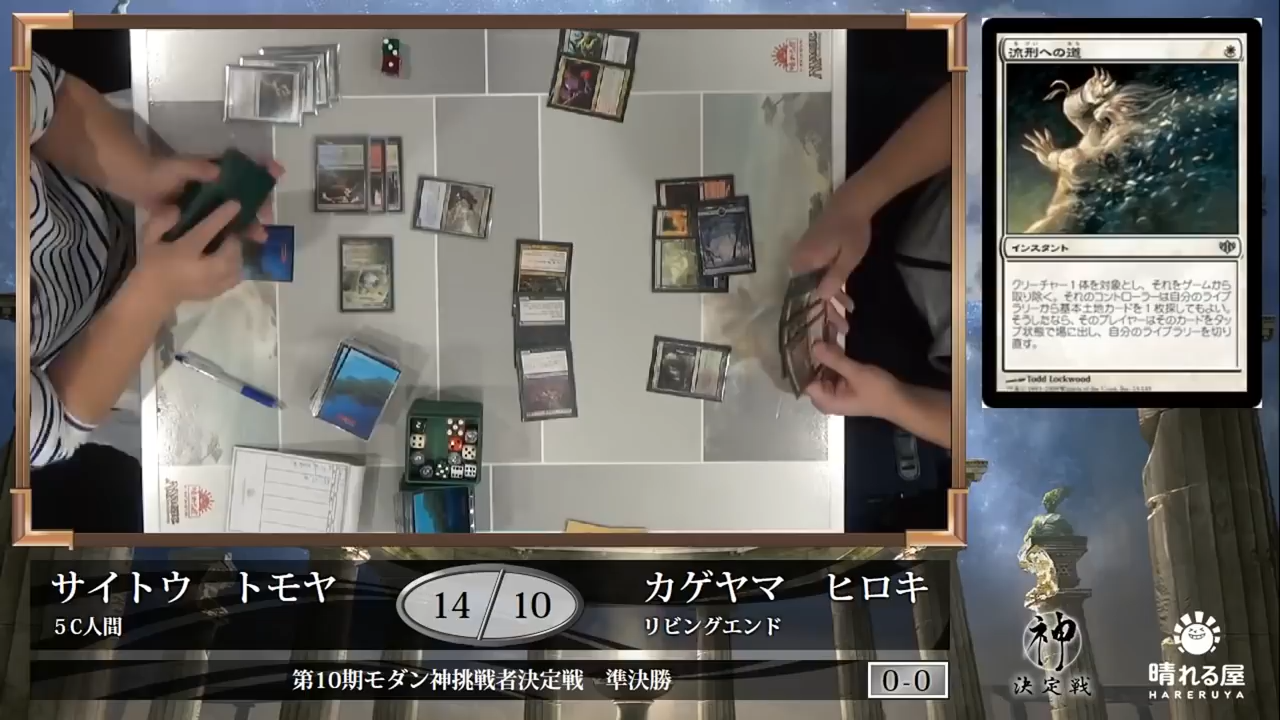 流刑への道
インスタント
クリーチャー1体を対象とし、それをゲームから
取り除く。それのコントローラーは自分のライブ
ラリーから基本土地カードを1枚探してもよい。
そうしたなら、そのプレイヤーはそのカードをタッ
プ状態で場に出し、自分のライブラリーを切り
直す。
Todd Lockwood
サイトウ トモヤ
5C人間
14 / 10
カゲヤマ ヒロキ
リビングエンド
第10期モダン神挑戦者決定戦 準決勝
0-0
神
決定戦
晴れる屋
HARERUYA